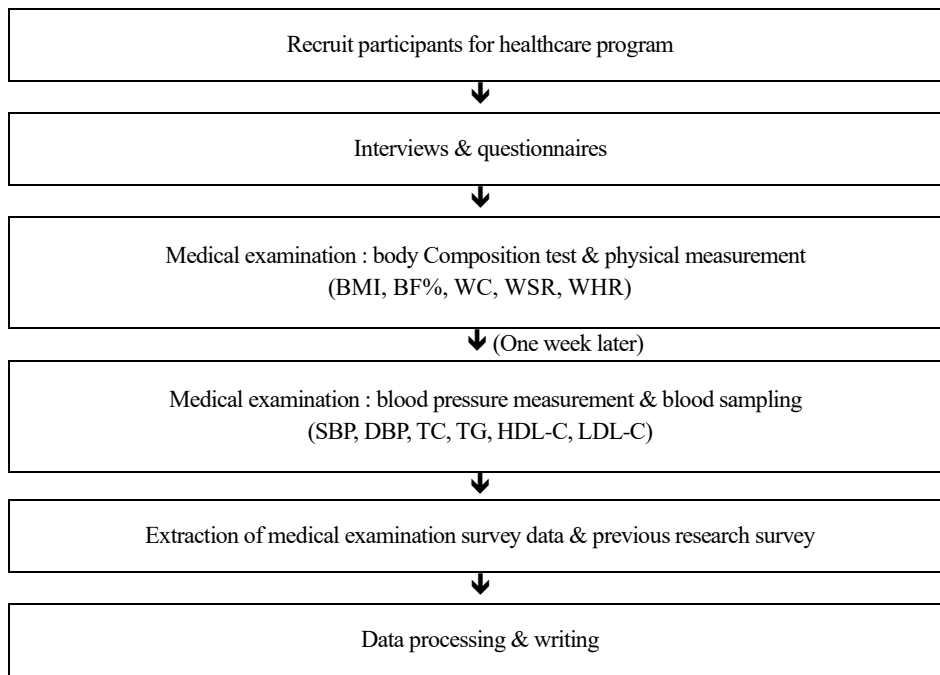 Recruit participants for healthcare program
Interviews & questionnaires
Medical examination : body Composition test & physical measurement
(BMI, BF%, WC, WSR, WHR)
(One week later)
Medical examination : blood pressure measurement & blood sampling
(SBP, DBP, TC, TG, HDL-C, LDL-C)
Extraction of medical examination survey data & previous research survey
Data processing & writing